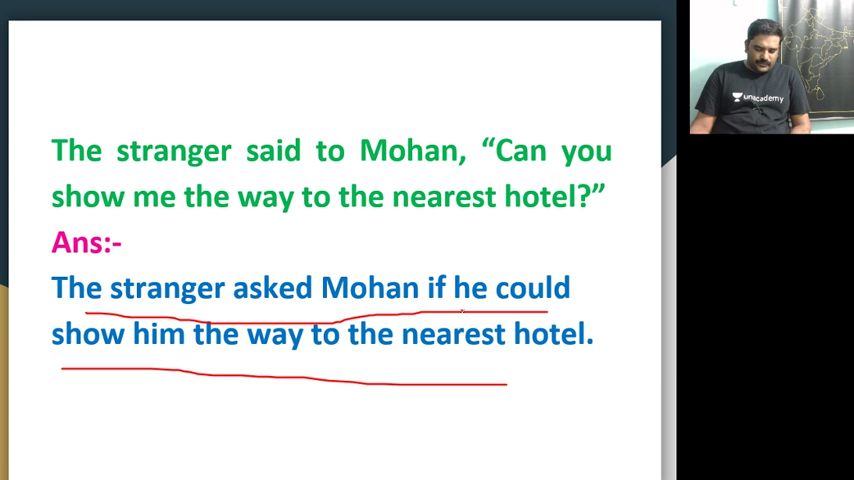 The stranger said to Mohan, “Can you
show me the way to the nearest hotel?”
Ans:-
The stranger asked Mohan if he could
show him the way to the nearest hotel.
unacademy